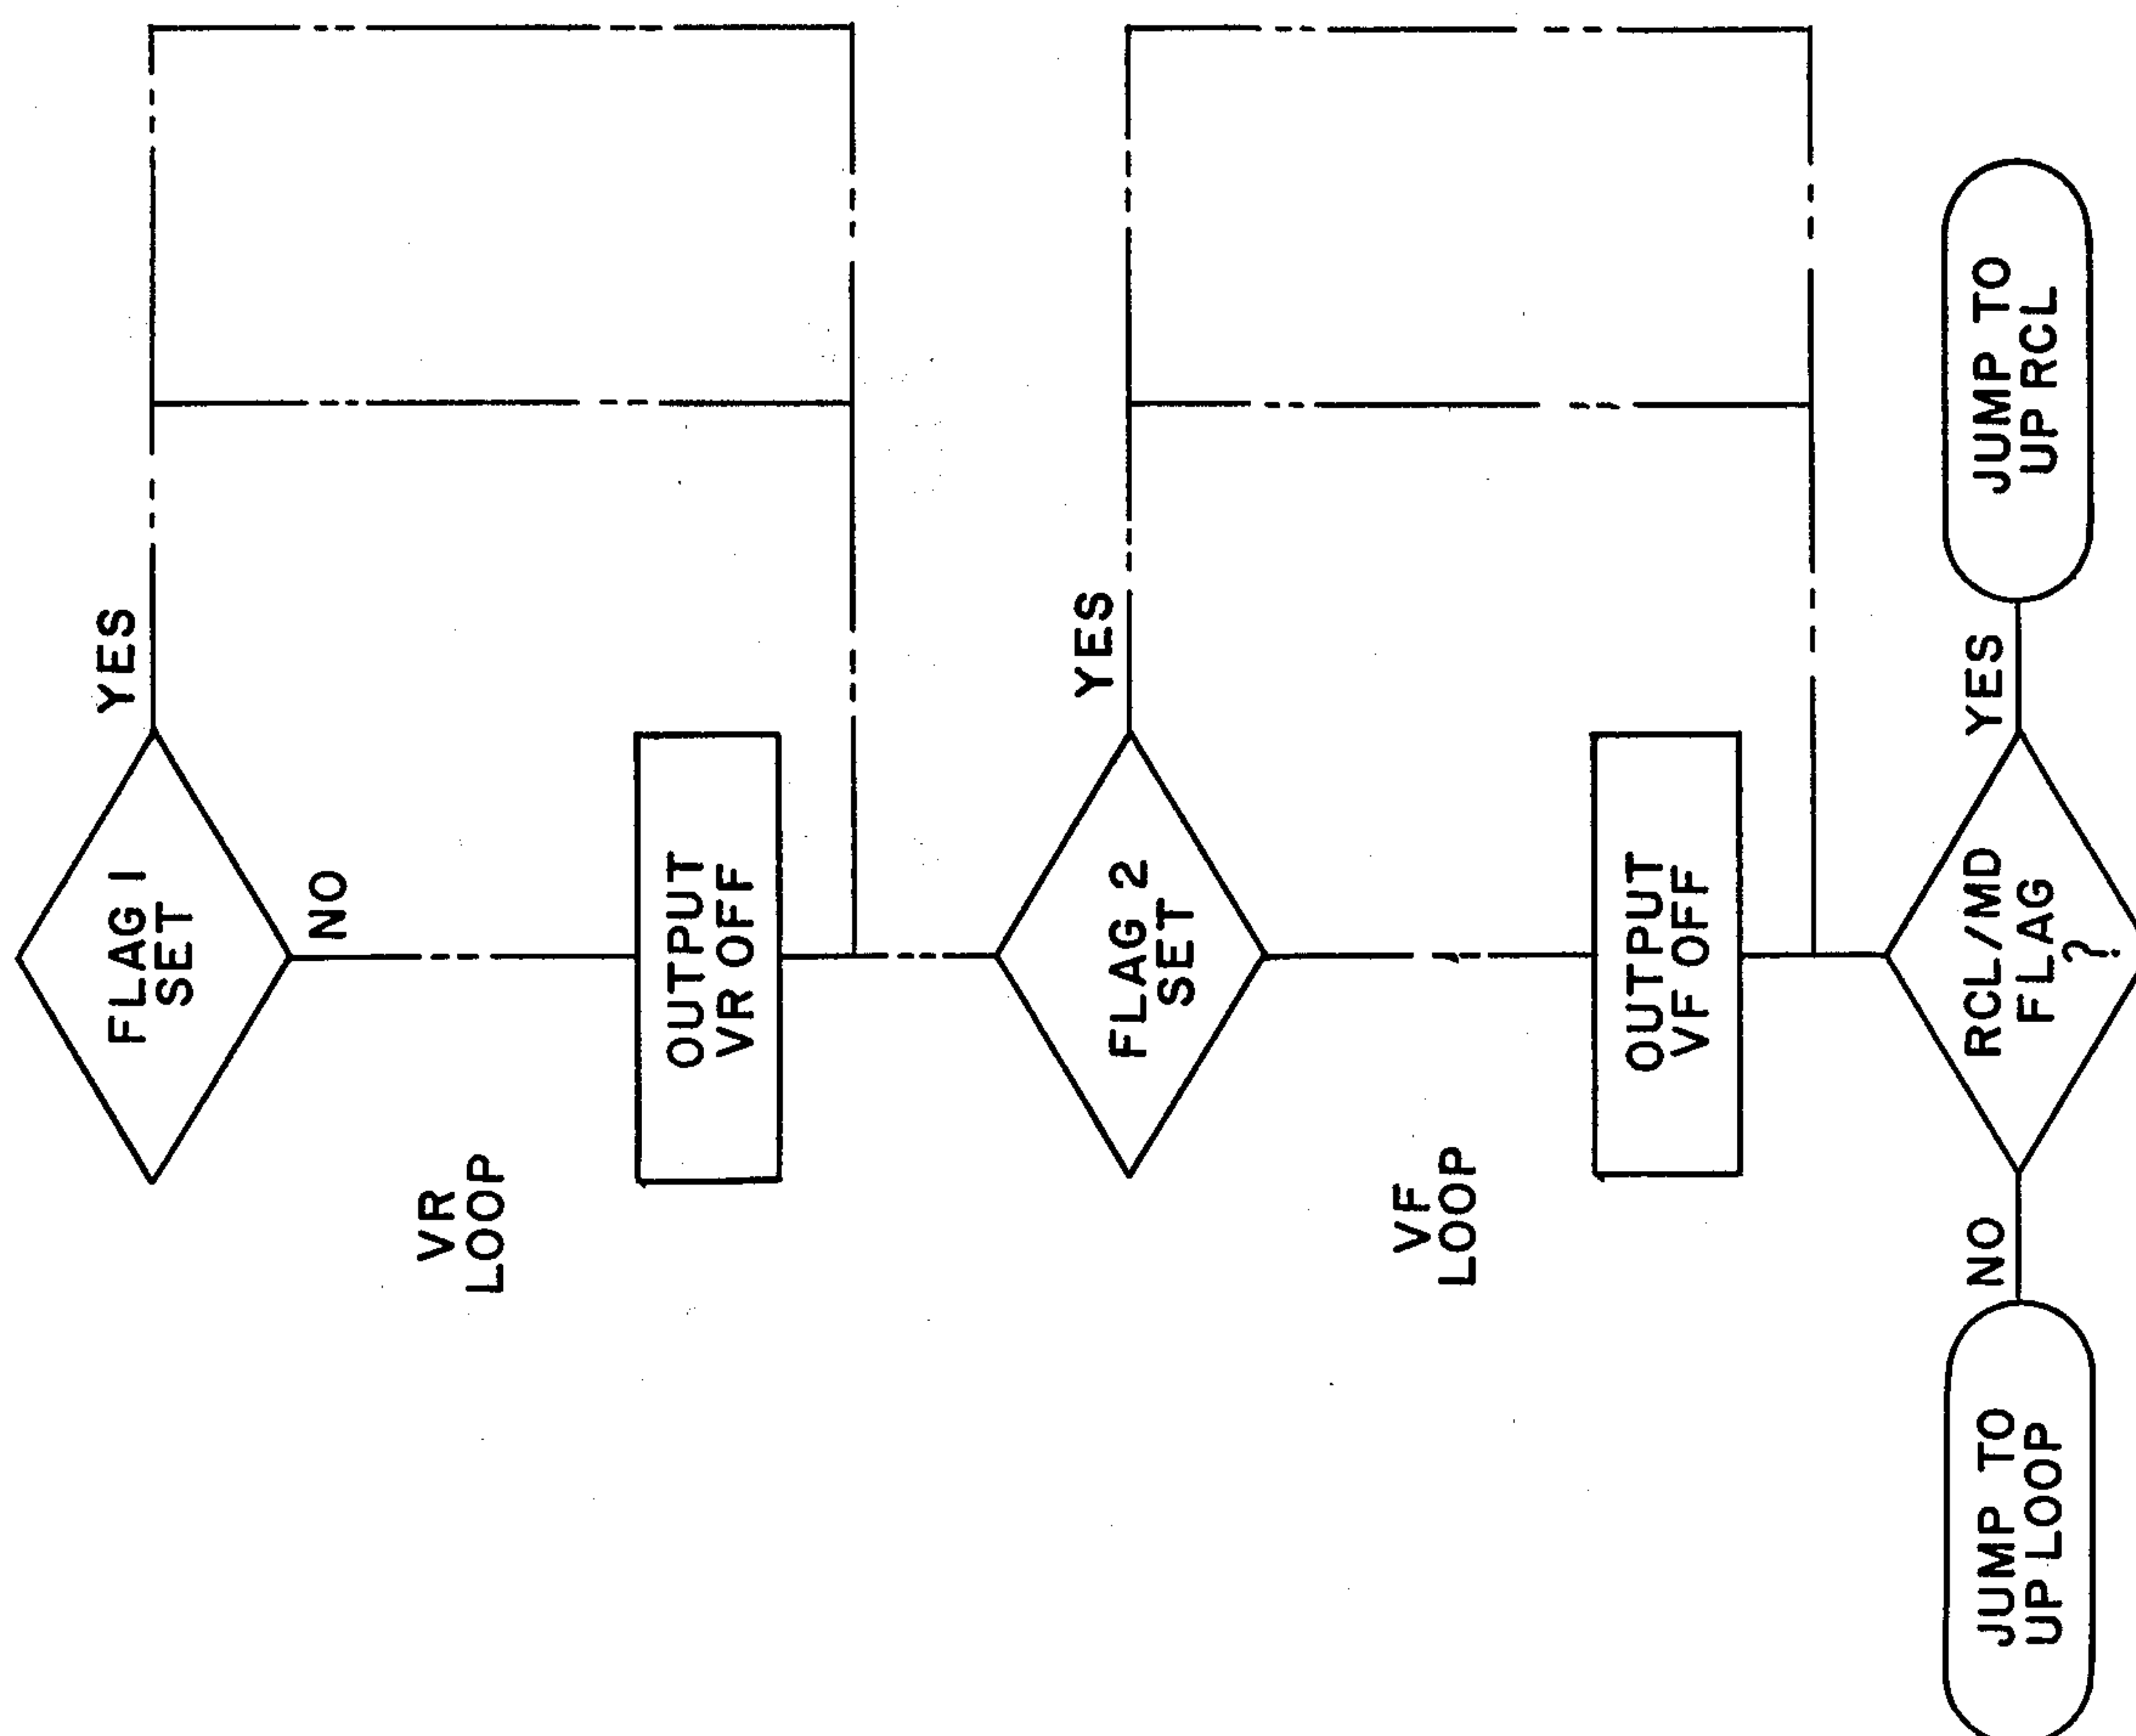 FLAG 1
SET
YES
NO
VR
LOOP
OUTPUT
VR OFF
FLAG 2
SET
YES
VF
LOOP
OUTPUT
VF OFF
RCL/MD
FLAG
?
NO
YES
JUMP TO
UP LOOP
JUMP TO
UP RCL